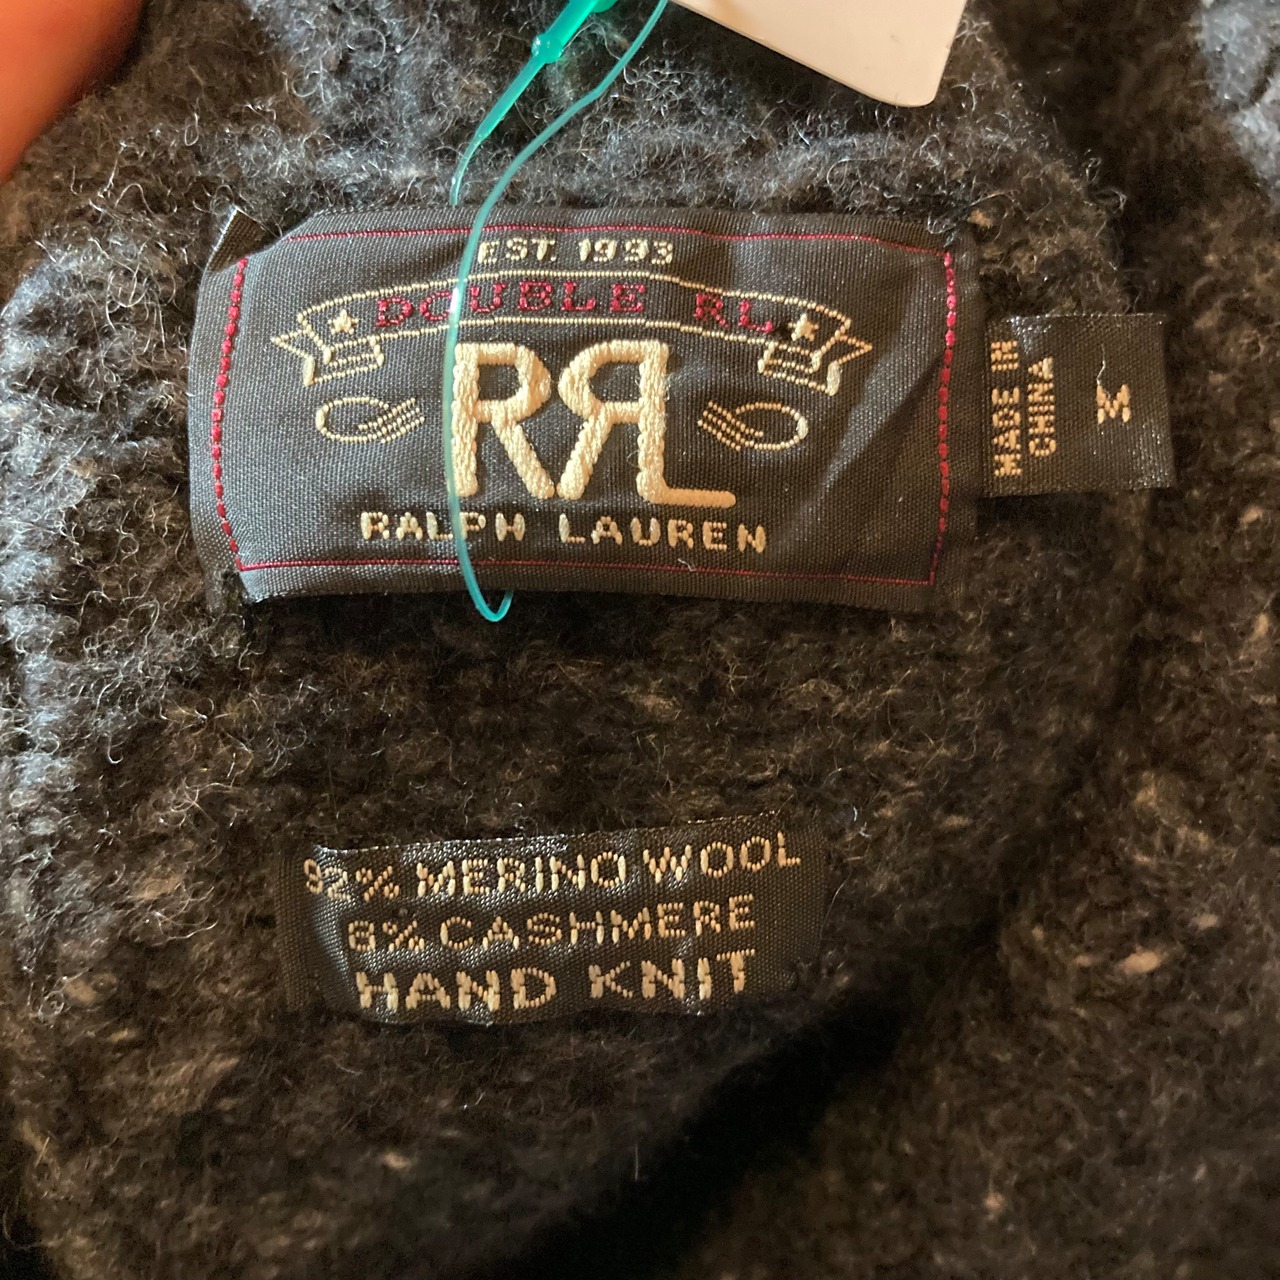 EST. 1993
DOUBLE RL
RRL
RALPH LAUREN
MADE IN
CHINA
M
92% MERINO WOOL
8% CASHMERE
HAND KNIT